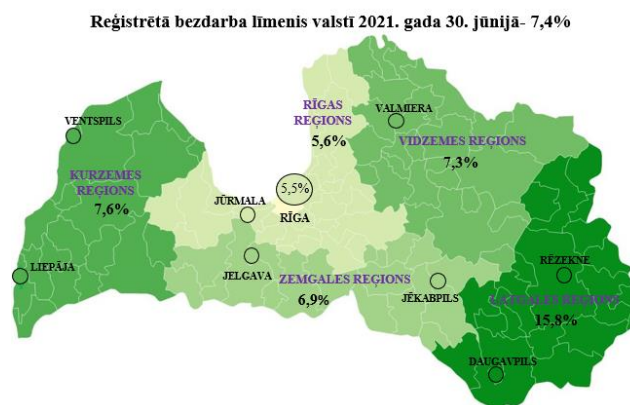 Reģistrētā bezdarba līmenis valstī 2021. gada 30. jūnijā- 7,4%
VENTSPILS
RĪGAS
REĢIONS
5,6%
VALMIERA
VIDZEMES REĢIONS
7,3%
KURZEMES
REĢIONS
7,6%
5,5%
JŪRMALA
RĪGA
LIEPĀJA
JELGAVA
ZEMGALES REĢIONS
6,9%
JĒKABPILS
RĒZEKNE
LATGALES REĢIONS
15,8%
DAUGAVPILS